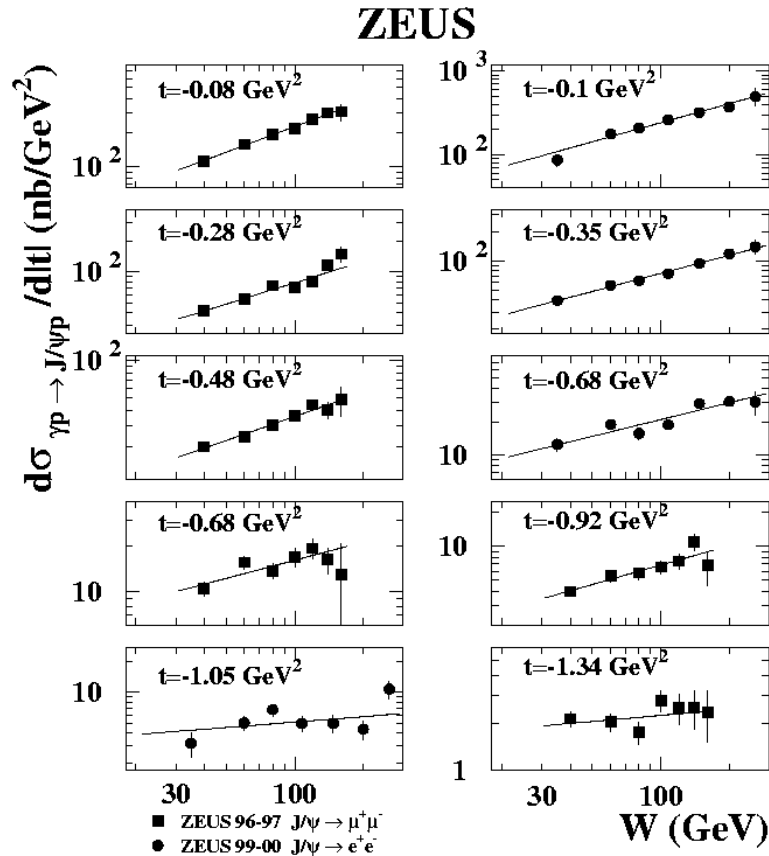 ZEUS
dσγp → J/ψp /d|t| (nb/GeV²)
t=-0.08 GeV²
10²
t=-0.1 GeV²
10³
10²
t=-0.28 GeV²
10²
t=-0.35 GeV²
10²
t=-0.48 GeV²
10²
t=-0.68 GeV²
10
t=-0.68 GeV²
10
t=-0.92 GeV²
10
t=-1.05 GeV²
10
t=-1.34 GeV²
1
30 100
30 100
W (GeV)
ZEUS 96-97 J/ψ → μ⁺μ⁻
ZEUS 99-00 J/ψ → e⁺e⁻